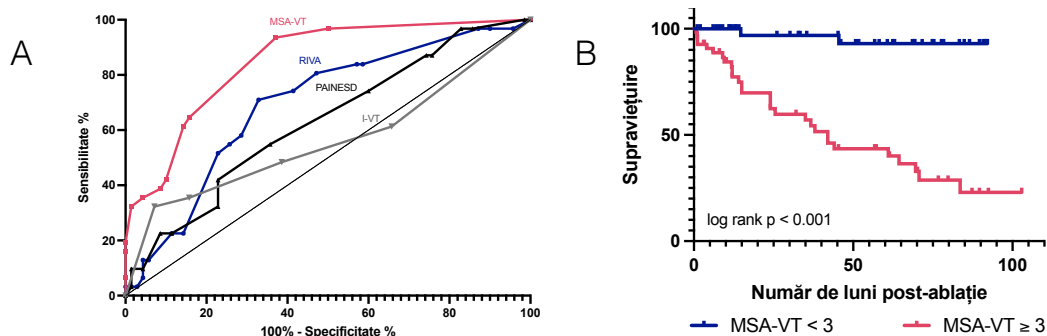 A
Sensibilitate %
100
80
60
40
20
0
MSA-VT
RIVA
PAINESD
I-VT
0 20 40 60 80 100
100% - Specificitate %
B
Supraviețuire
100
50
0
log rank p < 0.001
0 50 100
Număr de luni post-ablație
MSA-VT < 3 MSA-VT ≥ 3